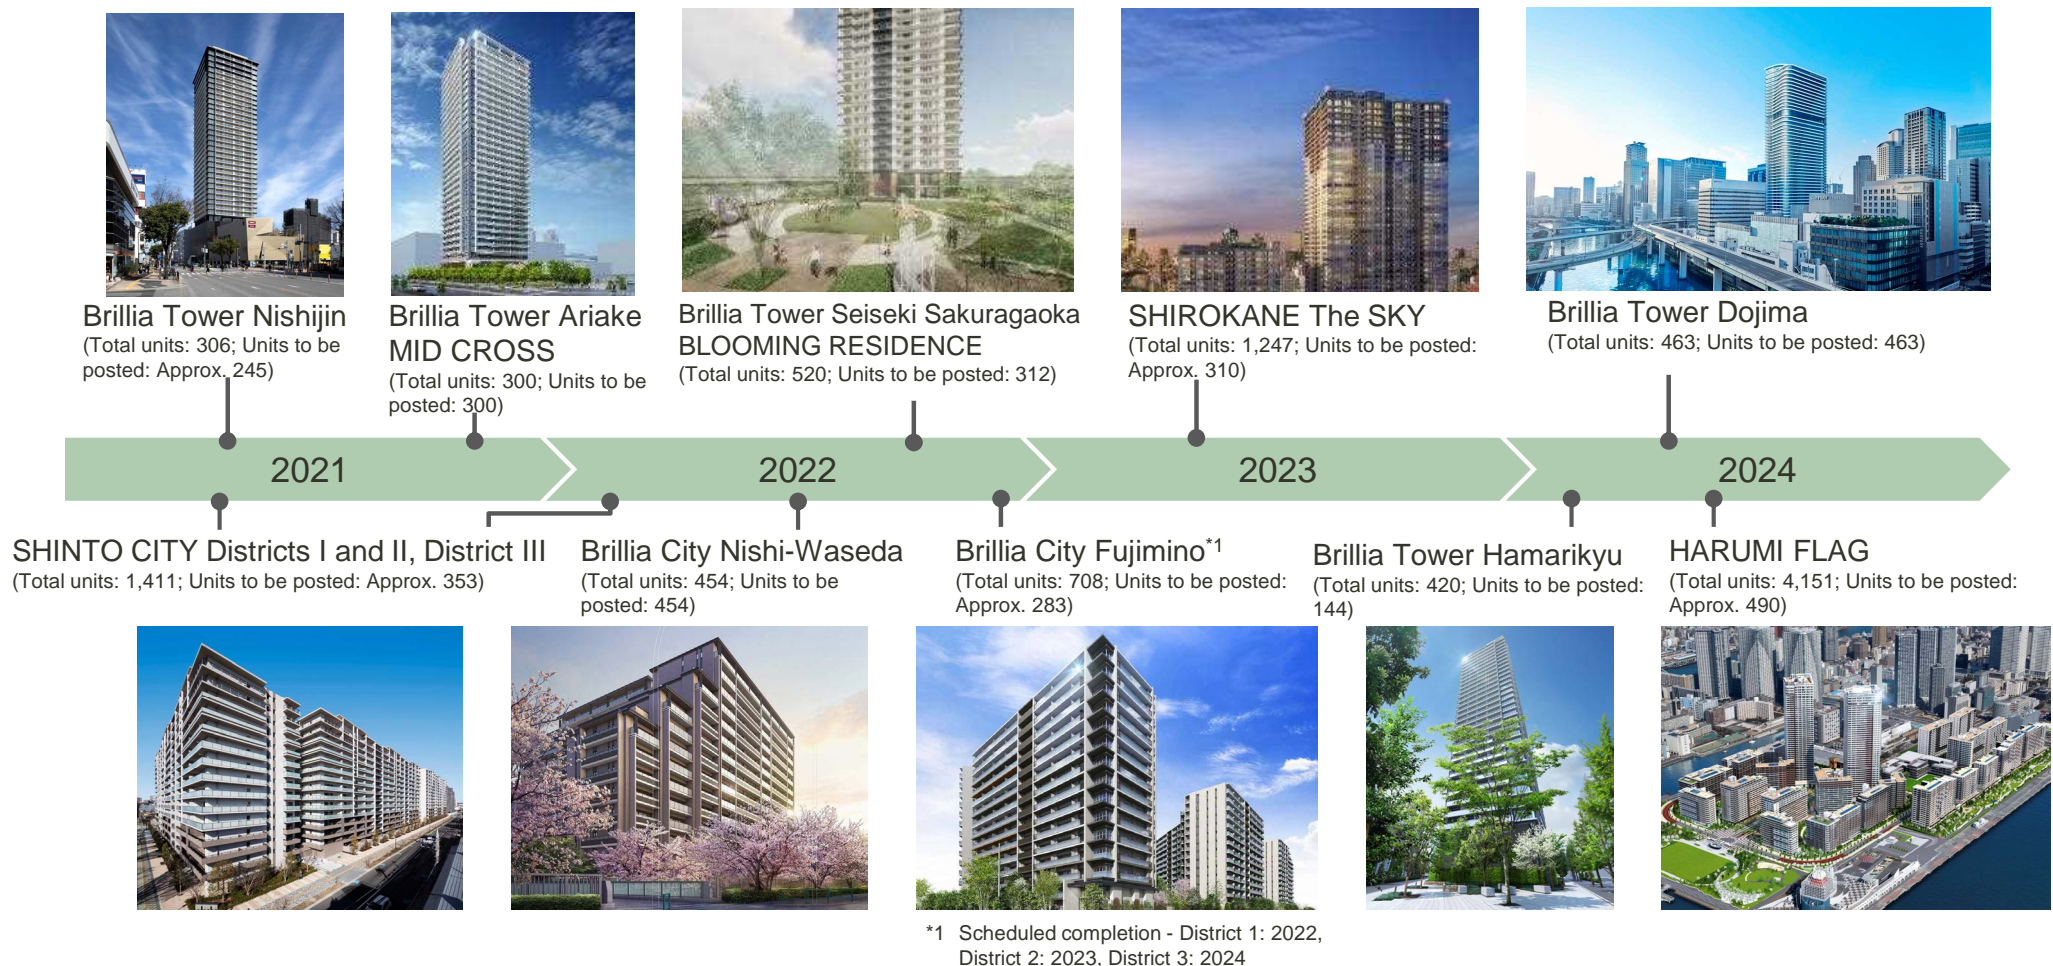 Brillia Tower Nishijin
(Total units: 306; Units to be
posted: Approx. 245)
Brillia Tower Ariake
MID CROSS
(Total units: 300; Units to be
posted: 300)
Brillia Tower Seiseki Sakuragaoka
BLOOMING RESIDENCE
(Total units: 520; Units to be posted: 312)
SHIROKANE The SKY
(Total units: 1,247; Units to be posted:
Approx. 310)
Brillia Tower Dojima
(Total units: 463; Units to be posted: 463)
2021
2022
2023
2024
SHINTO CITY Districts I and II, District III
(Total units: 1,411; Units to be posted: Approx. 353)
Brillia City Nishi-Waseda
(Total units: 454; Units to be
posted: 454)
Brillia City Fujimino*1
(Total units: 708; Units to be posted:
Approx. 283)
Brillia Tower Hamarikyu
(Total units: 420; Units to be posted:
144)
HARUMI FLAG
(Total units: 4,151; Units to be posted:
Approx. 490)
*1 Scheduled completion - District 1: 2022,
District 2: 2023, District 3: 2024